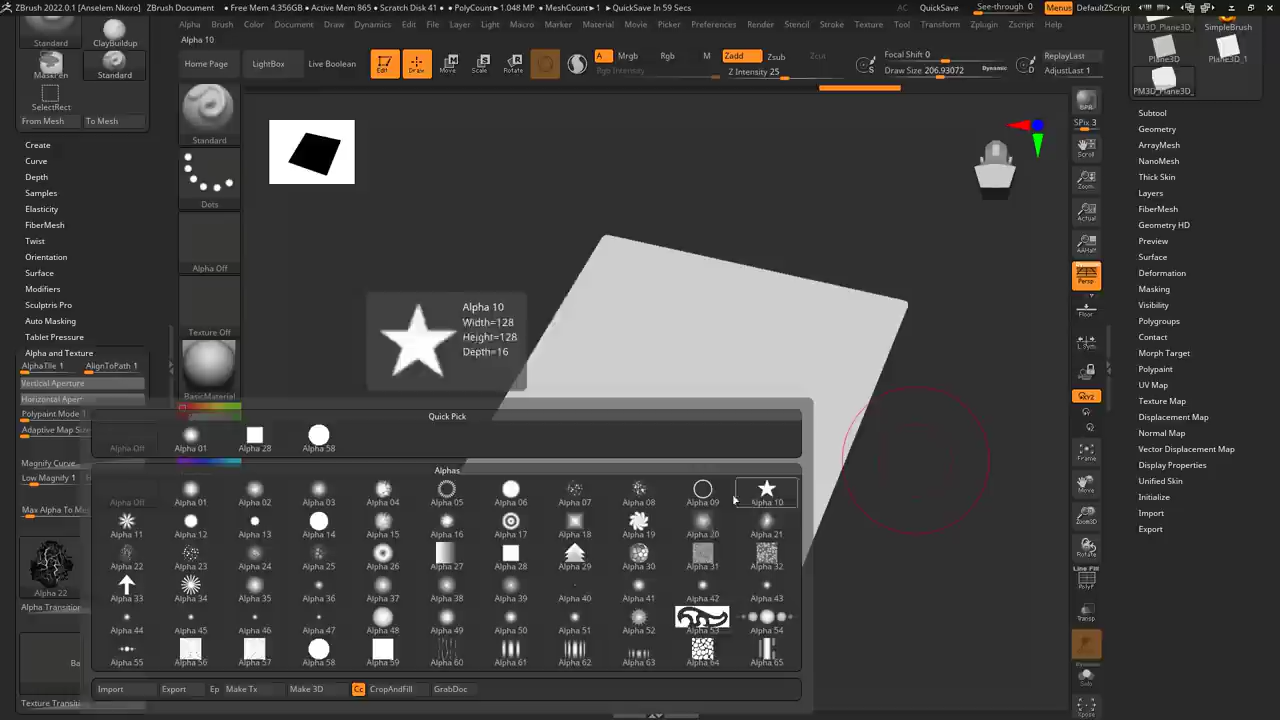 ZBrush 2022.0.1 [Anselem Nkoro] ZBrush Document • Free Mem 4.356GB • Active Mem 865 • Scratch Disk 41 • PolyCount 1.048 MP • MeshCount 1 QuickSave In 59 Secs AC QuickSave See-through 0 Menus DefaultZScript
Alpha Brush Color Document Draw Dynamics Edit File Layer Light Macro Marker Material Movie Picker Preferences Render Stencil Stroke Texture Tool Transform Zplugin Zscript Help
Alpha 10
Standard ClayBuildup
MaskPen Standard
SelectRect
From Mesh To Mesh
Create
Curve
Depth
Samples
Elasticity
FiberMesh
Twist
Orientation
Surface
Modifiers
Sculptris Pro
Auto Masking
Tablet Pressure
Alpha and Texture
AlphaTile 1 AlignToPath 1
Vertical Aperture
Horizontal Aper
Polypaint Mode 1
Adaptive Map Siz
Magnify Curve
Low Magnify 1
Max Alpha To Me
Alpha 22
Alpha Transition
Ba
Texture Transiti
Home Page LightBox Live Boolean Edit Draw Move Scale Rotate A Mrgb Rgb M Zadd Zsub Zcut
Rgb Intensity Z Intensity 25
Focal Shift 0 Draw Size 206.93072 Dynamic S D ReplayLast AdjustLast 1
Standard
Dots
Alpha Off
Texture Off
BasicMaterial
Alpha 10
Width=128
Height=128
Depth=16
Quick Pick
Alpha Off Alpha 01 Alpha 28 Alpha 58
Alphas
Alpha Off Alpha 01 Alpha 02 Alpha 03 Alpha 04 Alpha 05 Alpha 06 Alpha 07 Alpha 08 Alpha 09 Alpha 10
Alpha 11 Alpha 12 Alpha 13 Alpha 14 Alpha 15 Alpha 16 Alpha 17 Alpha 18 Alpha 19 Alpha 20 Alpha 21
Alpha 22 Alpha 23 Alpha 24 Alpha 25 Alpha 26 Alpha 27 Alpha 28 Alpha 29 Alpha 30 Alpha 31 Alpha 32
Alpha 33 Alpha 34 Alpha 35 Alpha 36 Alpha 37 Alpha 38 Alpha 39 Alpha 40 Alpha 41 Alpha 42 Alpha 43
Alpha 44 Alpha 45 Alpha 46 Alpha 47 Alpha 48 Alpha 49 Alpha 50 Alpha 51 Alpha 52 Alpha 53 Alpha 54
Alpha 55 Alpha 56 Alpha 57 Alpha 58 Alpha 59 Alpha 60 Alpha 61 Alpha 62 Alpha 63 Alpha 64 Alpha 65
Import Export Ep Make Tx Make 3D Cc CropAndFill GrabDoc
BPR
SPix 3
Scroll
Zoom
Actual
AAHalf
Persp
Floor
L.Sym
XYZ
Frame
Move
Zoom3D
Rotate
Line Fill
PolyF
Transp
Solo
Xpose
PM3D_Plane3D_ SimpleBrush
Plane3D Plane3D_1
PM3D_Plane3D_
Subtool
Geometry
ArrayMesh
NanoMesh
Thick Skin
Layers
FiberMesh
Geometry HD
Preview
Surface
Deformation
Masking
Visibility
Polygroups
Contact
Morph Target
Polypaint
UV Map
Texture Map
Displacement Map
Normal Map
Vector Displacement Map
Display Properties
Unified Skin
Initialize
Import
Export